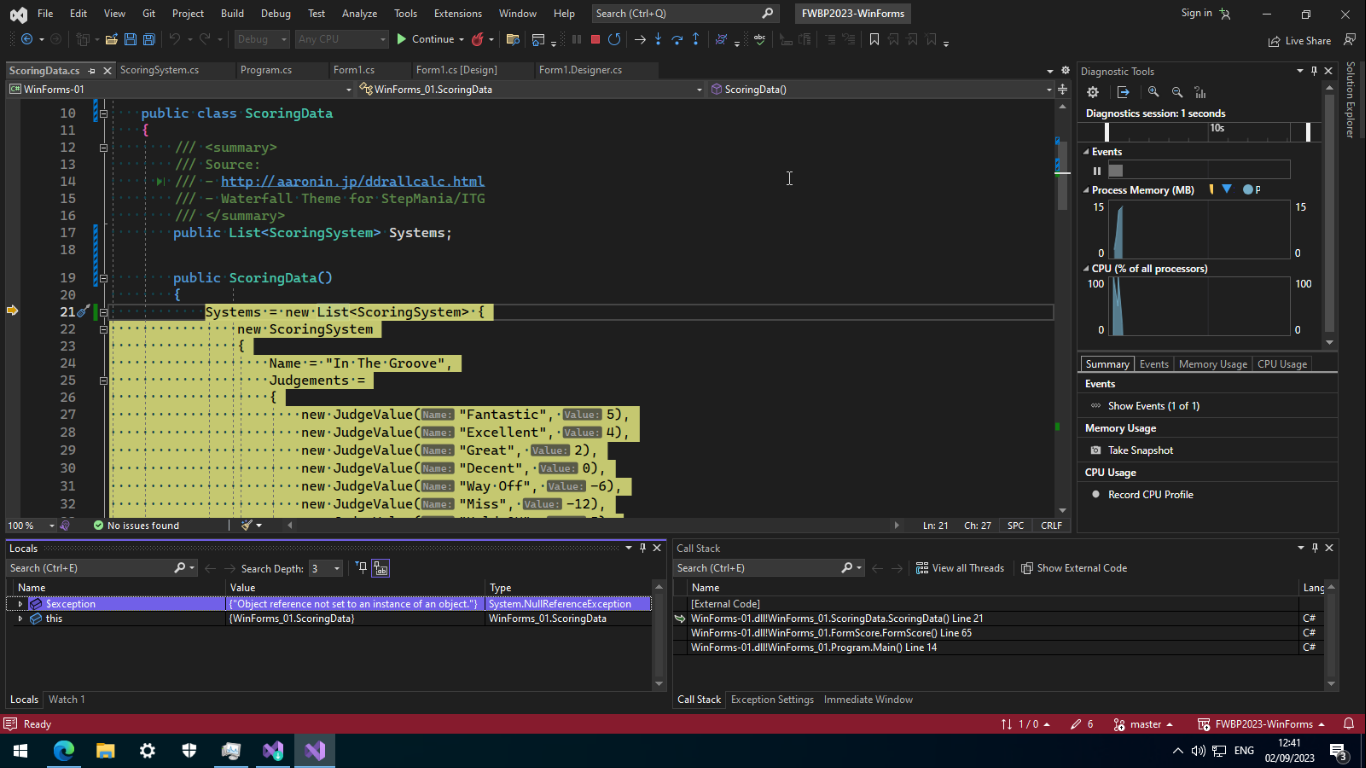 File Edit View Git Project Build Debug Test Analyze Tools Extensions Window Help Search (Ctrl+Q) FWBP2023-WinForms Sign in
Debug Any CPU Continue Live Share
ScoringData.cs ScoringSystem.cs Program.cs Form1.cs Form1.cs [Design] Form1.Designer.cs
WinForms-01 WinForms_01.ScoringData ScoringData()
10 public class ScoringData
11 {
12 /// <summary>
13 /// Source:
14 /// - http://aaronin.jp/ddrallcalc.html
15 /// - Waterfall Theme for StepMania/ITG
16 /// </summary>
17 public List<ScoringSystem> Systems;
18
19 public ScoringData()
20 {
21 Systems = new List<ScoringSystem> {
22 new ScoringSystem
23 {
24 Name = "In The Groove",
25 Judgements =
26 {
27 new JudgeValue(Name: "Fantastic", Value: 5),
28 new JudgeValue(Name: "Excellent", Value: 4),
29 new JudgeValue(Name: "Great", Value: 2),
30 new JudgeValue(Name: "Decent", Value: 0),
31 new JudgeValue(Name: "Way Off", Value: -6),
32 new JudgeValue(Name: "Miss", Value: -12),
100 % No issues found Ln: 21 Ch: 27 SPC CRLF
Diagnostic Tools
Diagnostics session: 1 seconds
10s
Events
Process Memory (MB) P
15 15
0 0
CPU (% of all processors)
100 100
0 0
Summary Events Memory Usage CPU Usage
Events
Show Events (1 of 1)
Memory Usage
Take Snapshot
CPU Usage
Record CPU Profile
Solution Explorer
Locals
Search (Ctrl+E) Search Depth: 3
Name Value Type
$exception {"Object reference not set to an instance of an object."} System.NullReferenceException
this {WinForms_01.ScoringData} WinForms_01.ScoringData
Locals Watch 1
Call Stack
Search (Ctrl+E) View all Threads Show External Code
Name Lang
[External Code]
WinForms-01.dll!WinForms_01.ScoringData.ScoringData() Line 21 C#
WinForms-01.dll!WinForms_01.FormScore.FormScore() Line 65 C#
WinForms-01.dll!WinForms_01.Program.Main() Line 14 C#
Call Stack Exception Settings Immediate Window
Ready 1 / 0 6 master FWBP2023-WinForms
ENG 12:41
02/09/2023 3